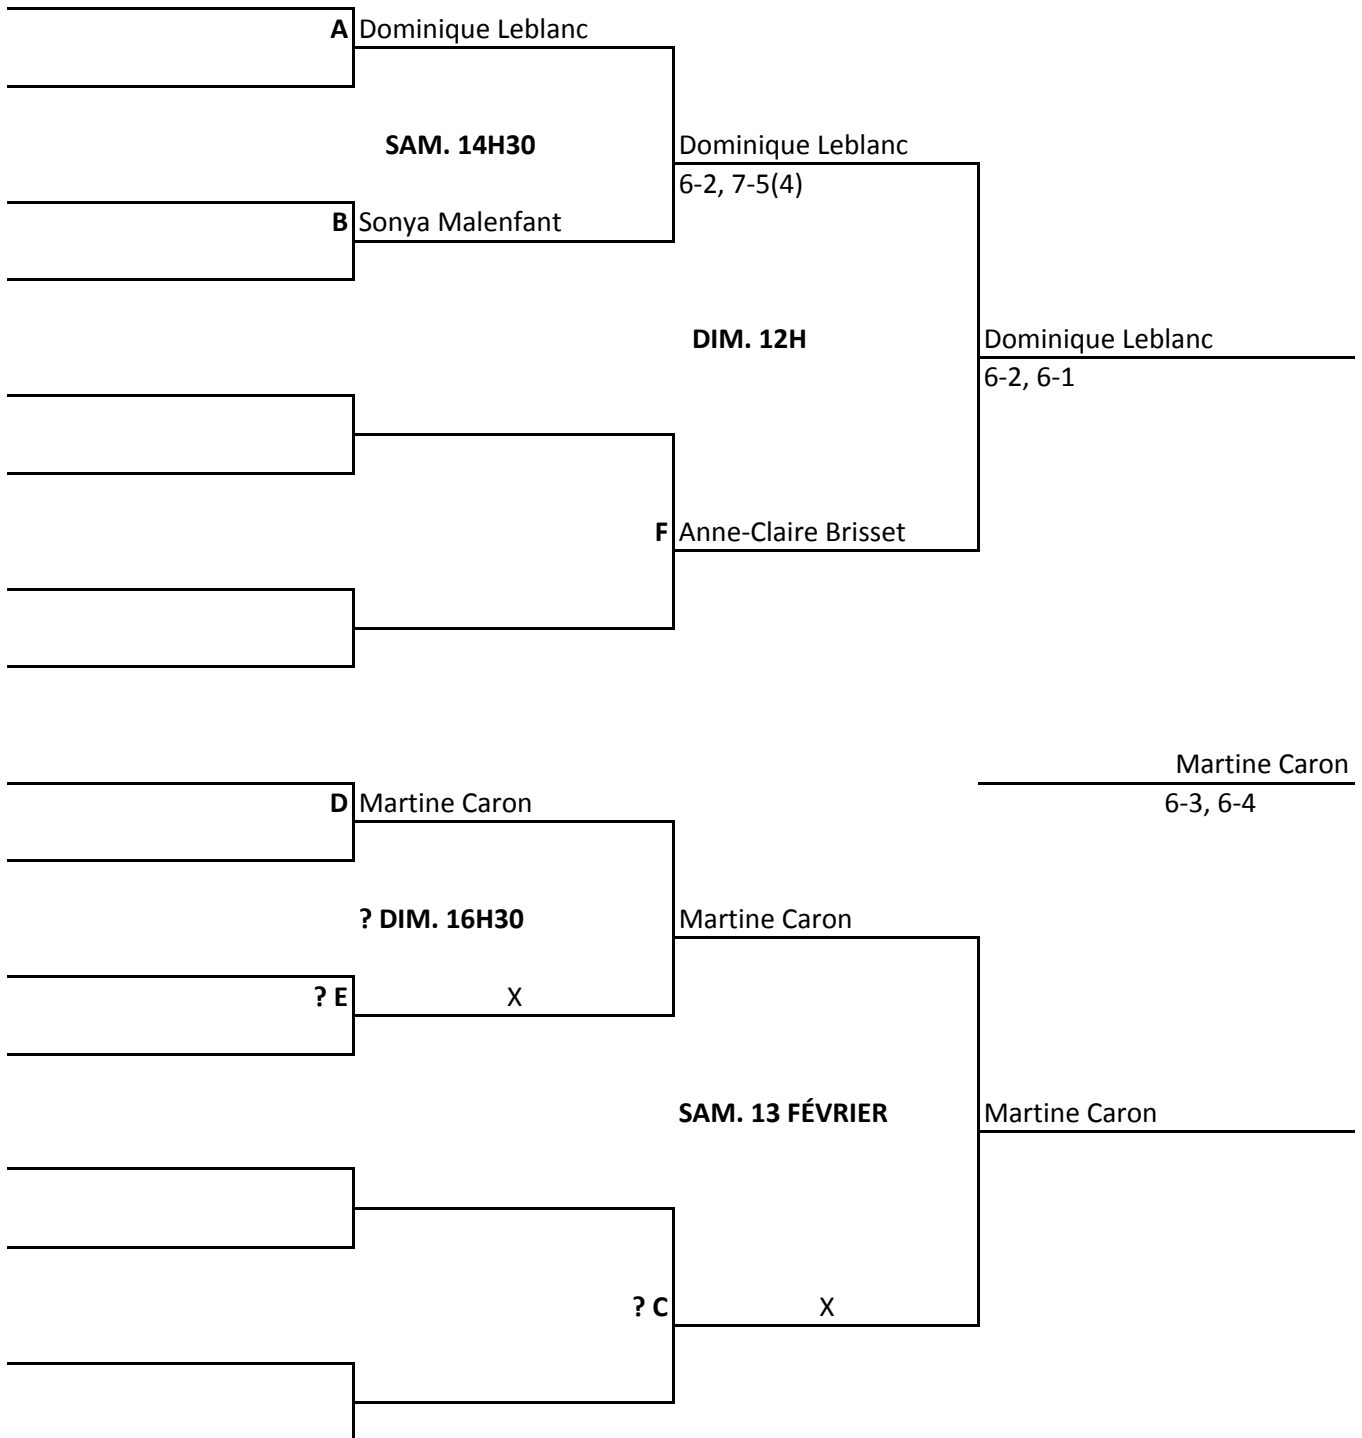 A Dominique Leblanc
SAM. 14H30
Dominique Leblanc
6-2, 7-5(4)
B Sonya Malenfant
DIM. 12H
Dominique Leblanc
6-2, 6-1
F Anne-Claire Brisset
Martine Caron
6-3, 6-4
D Martine Caron
? DIM. 16H30
Martine Caron
? E X
SAM. 13 FÉVRIER
Martine Caron
? C X